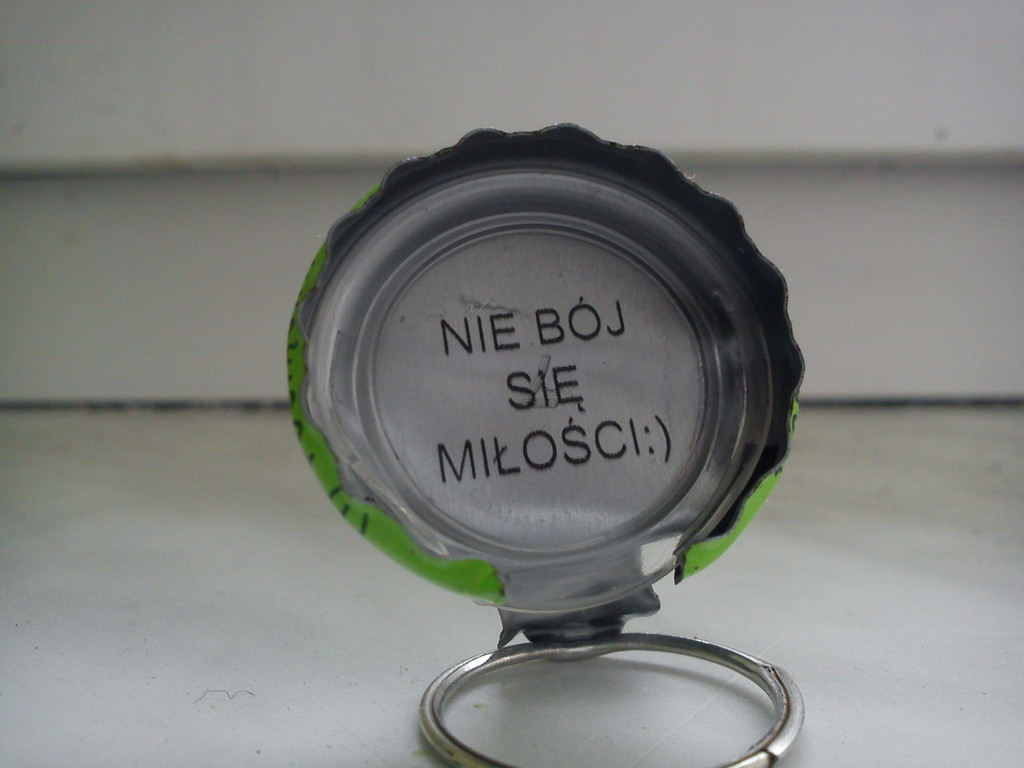 NIE BÓJ
SIĘ
MIŁOŚCI:)